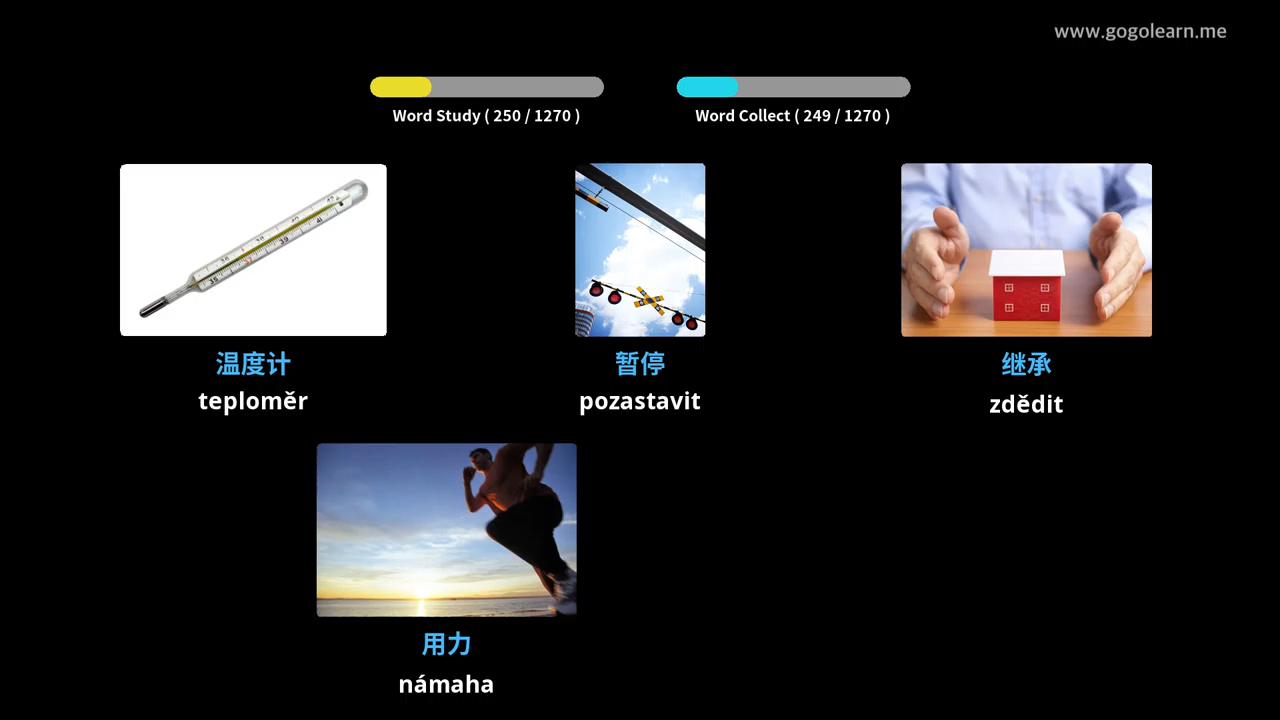 www.gogolearn.me
Word Study ( 250 / 1270 )
Word Collect ( 249 / 1270 )
温度计
teploměr
暂停
pozastavit
继承
zdědit
用力
námaha